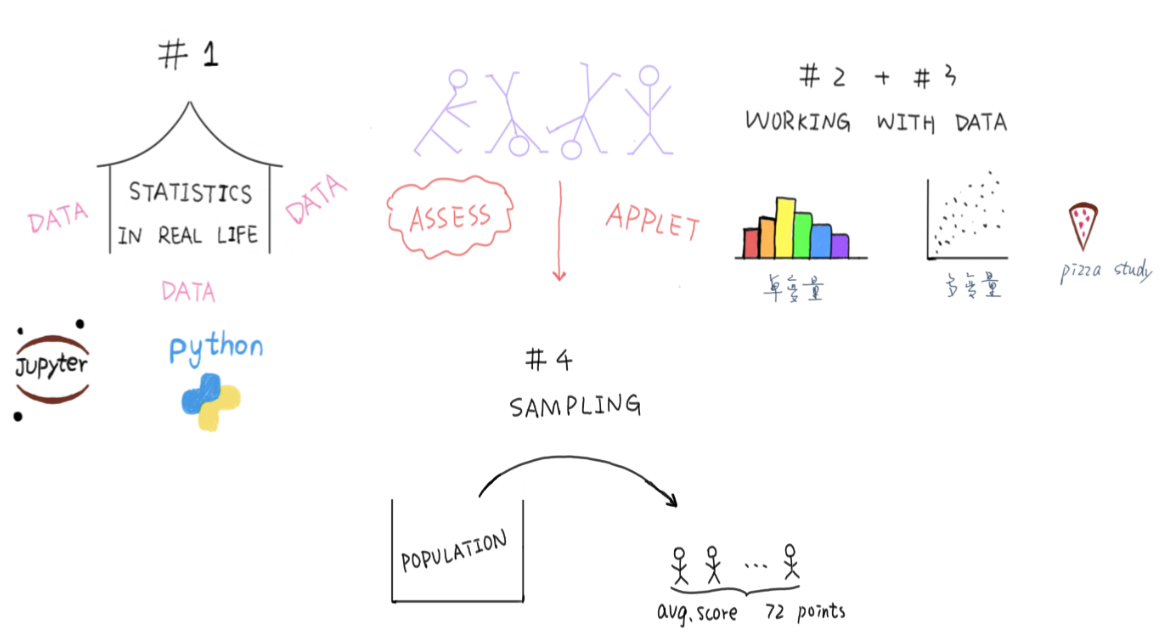 # 1
STATISTICS
IN REAL LIFE
DATA
DATA
DATA
Jupyter
python
ASSESS
APPLET
# 2 + # 3
WORKING WITH DATA
单变量
多变量
pizza study
# 4
SAMPLING
POPULATION
...
avg.score 72 points